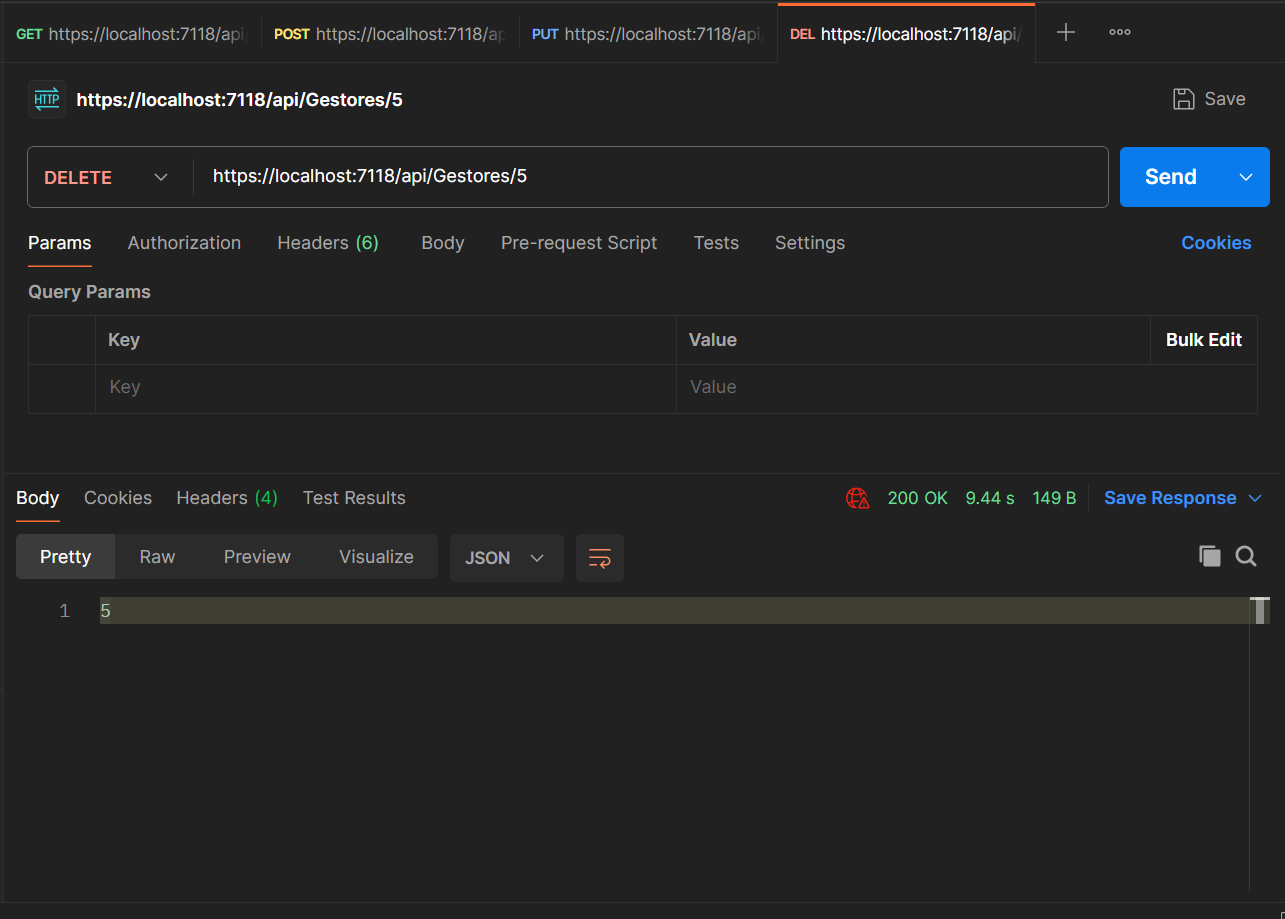 GET https://localhost:7118/api/ POST https://localhost:7118/ap PUT https://localhost:7118/api/ DEL https://localhost:7118/api/
HTTP https://localhost:7118/api/Gestores/5 Save
DELETE https://localhost:7118/api/Gestores/5 Send
Params Authorization Headers (6) Body Pre-request Script Tests Settings Cookies
Query Params
Key Value Bulk Edit
Key Value
Body Cookies Headers (4) Test Results 200 OK 9.44 s 149 B Save Response
Pretty Raw Preview Visualize JSON
1 5